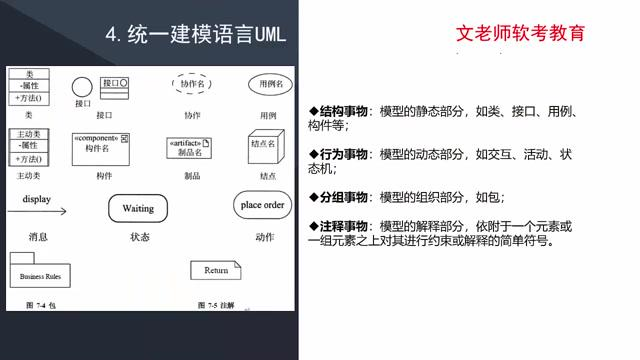 4.统一建模语言UML
文老师软考教育
类
-属性
+方法()
接口
接口
协作名
用例名
类
接口
协作
用例
主动类
-属性
+方法()
«component»
构件名
«artifact»
制品名
结点名
主动类
构件
制品
结点
display
Waiting
place order
消息
状态
动作
Business Rules
Return
图 7-4 包
图 7-5 注解
◆结构事物：模型的静态部分，如类、接口、用例、
构件等；
◆行为事物：模型的动态部分，如交互、活动、状
态机；
◆分组事物：模型的组织部分，如包；
◆注释事物：模型的解释部分，依附于一个元素或
一组元素之上对其进行约束或解释的简单符号。